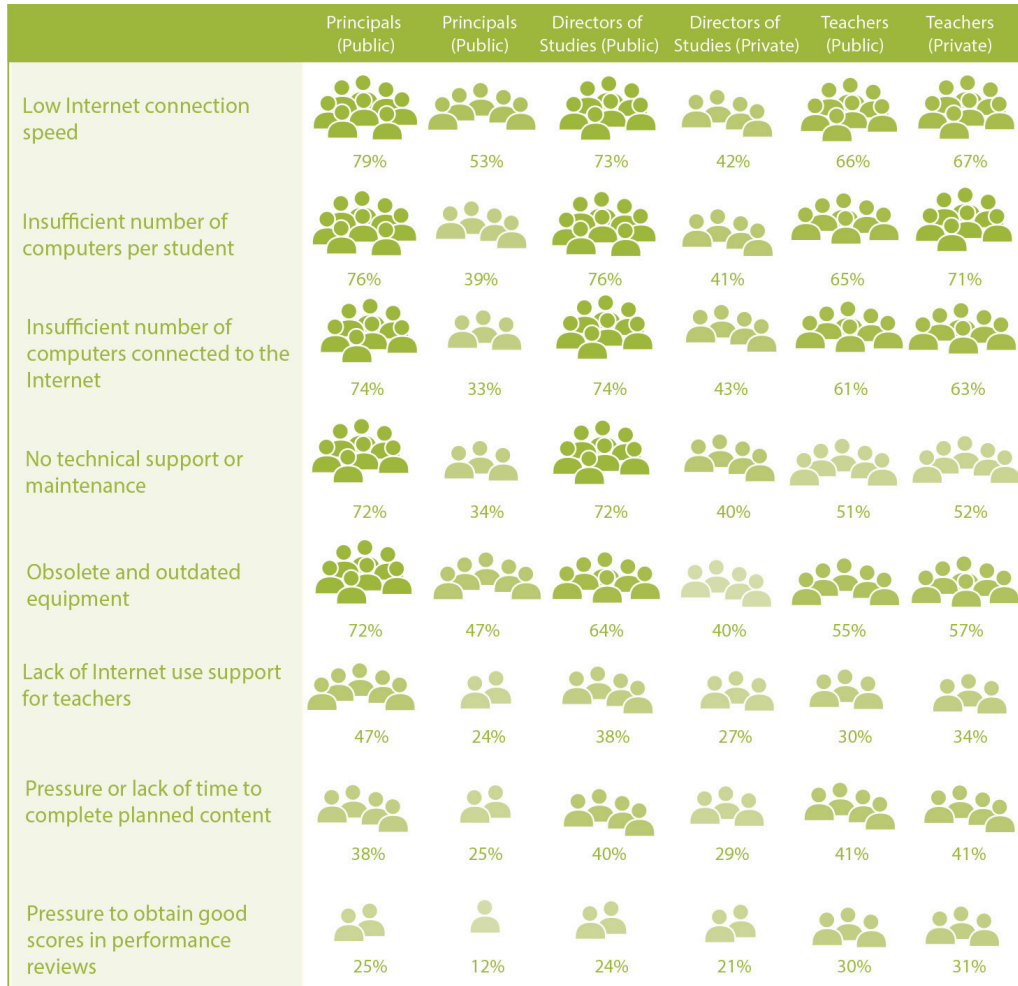 Principals
(Public)
Principals
(Public)
Directors of
Studies (Public)
Directors of
Studies (Private)
Teachers
(Public)
Teachers
(Private)
Low Internet connection
speed
79% 53% 73% 42% 66% 67%
Insufficient number of
computers per student
76% 39% 76% 41% 65% 71%
Insufficient number of
computers connected to the
Internet
74% 33% 74% 43% 61% 63%
No technical support or
maintenance
72% 34% 72% 40% 51% 52%
Obsolete and outdated
equipment
72% 47% 64% 40% 55% 57%
Lack of Internet use support
for teachers
47% 24% 38% 27% 30% 34%
Pressure or lack of time to
complete planned content
38% 25% 40% 29% 41% 41%
Pressure to obtain good
scores in performance
reviews
25% 12% 24% 21% 30% 31%